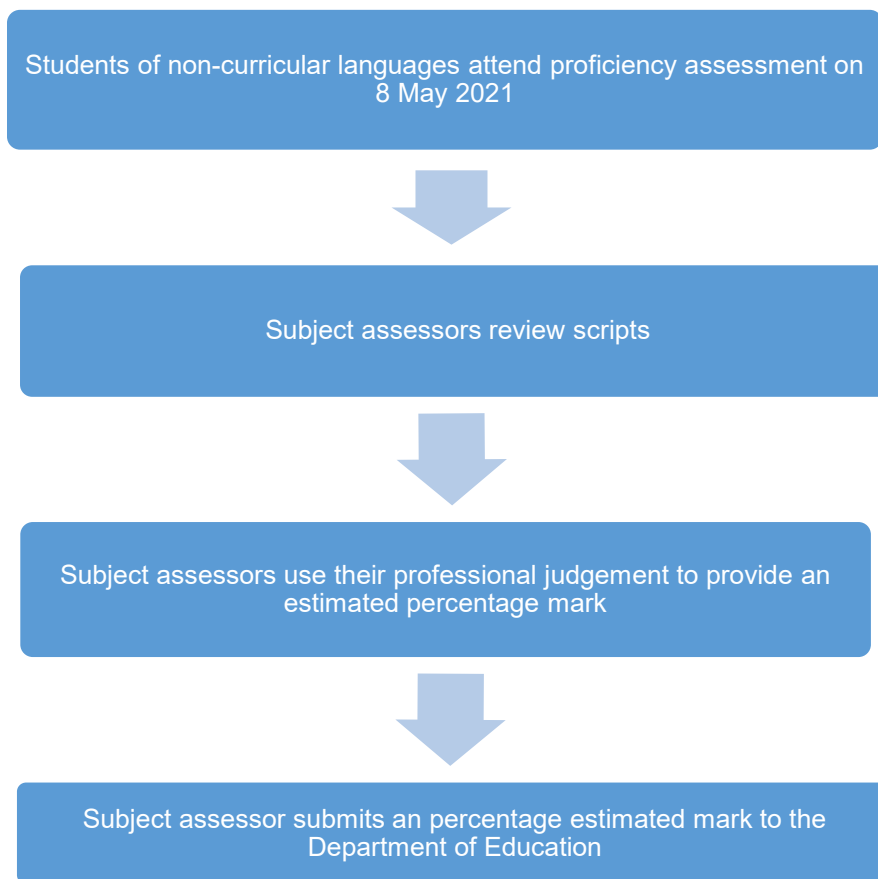 Students of non-curricular languages attend proficiency assessment on
8 May 2021
Subject assessors review scripts
Subject assessors use their professional judgement to provide an
estimated percentage mark
Subject assessor submits an percentage estimated mark to the
Department of Education